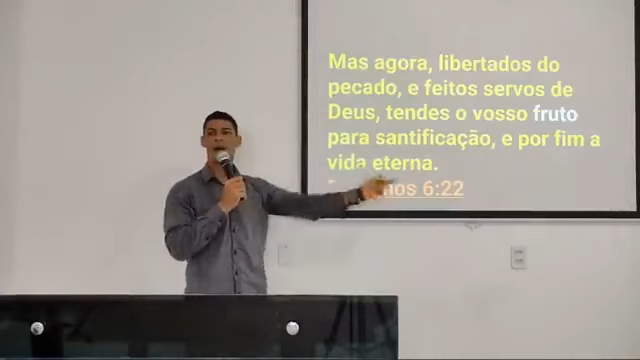 Mas agora, libertados do
pecado, e feitos servos de
Deus, tendes o vosso fruto
para santificação, e por fim a
vida eterna.
6:22